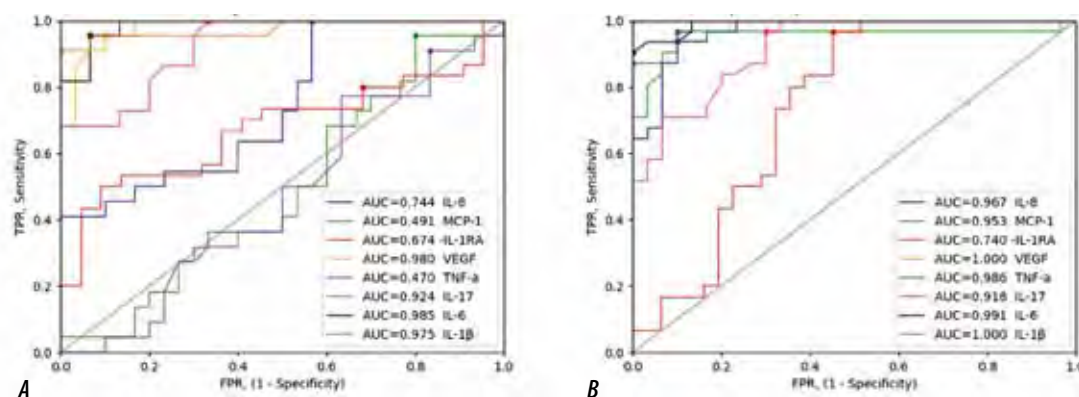 1.0
0.8
0.6
0.4
0.2
0.0
TPR, Sensitivity
AUC=0.744 IL-8
AUC=0.491 MCP-1
AUC=0.674 -IL-1RA
AUC=0.980 VEGF
AUC=0.470 TNF-a
AUC=0.924 IL-17
AUC=0.985 IL-6
AUC=0.975 IL-1β
0.2 0.4 0.6 0.8 1.0
FPR, (1 - Specificity)
A
1.0
0.8
0.6
0.4
0.2
0.0
TPR, Sensitivity
AUC=0.967 IL-8
AUC=0.953 MCP-1
AUC=0.740 -IL-1RA
AUC=1.000 VEGF
AUC=0.986 TNF-a
AUC=0.916 IL-17
AUC=0.991 IL-6
AUC=1.000 IL-1β
0.2 0.4 0.6 0.8 1.0
FPR, (1 - Specificity)
B